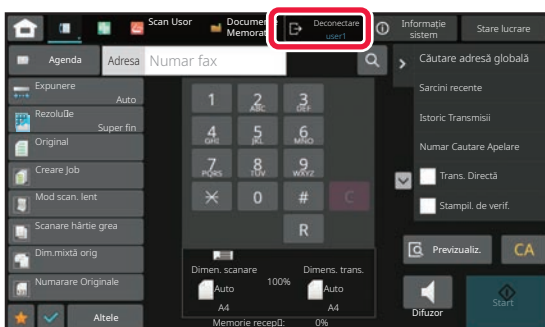 Scan Usor
Document
Memorat
Deconectare
user1
Informație
sistem
Stare lucrare
Agenda
Adresa
Numar fax
Căutare adresă globală
Expunere
Auto
Sarcini recente
Super fin
Istoric Transmisii
Original
Numar Cautare Apelare
Creare Job
Trans. Directă
Mod scan. lent
Stampil. de verif.
Scanare hârtie
grea
Dim.mixtă orig
Numarare Originale
Altele
1
2 ABC
3 DEF
4 GHI
5 JKL
6 MNO
7 PQRS
8 TUV
9 WXYZ
0
#
C
R
Dimen. scanare
100%
Dimens. trans.
Auto
Auto
A4
A4
0%
Previzualiz.
CA
Difuzor
Start